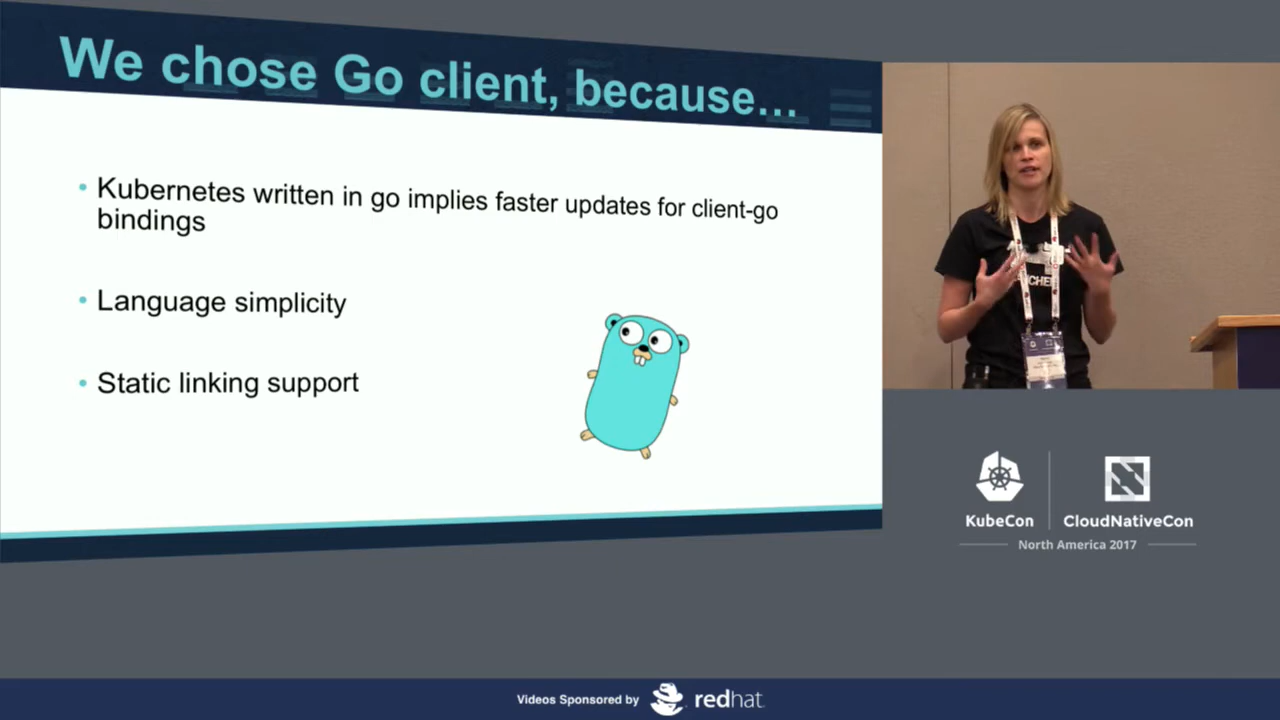 We chose Go client, because…
• Kubernetes written in go implies faster updates for client-go
bindings
• Language simplicity
• Static linking support
KubeCon
CloudNativeCon
North America 2017
Videos Sponsored by
redhat